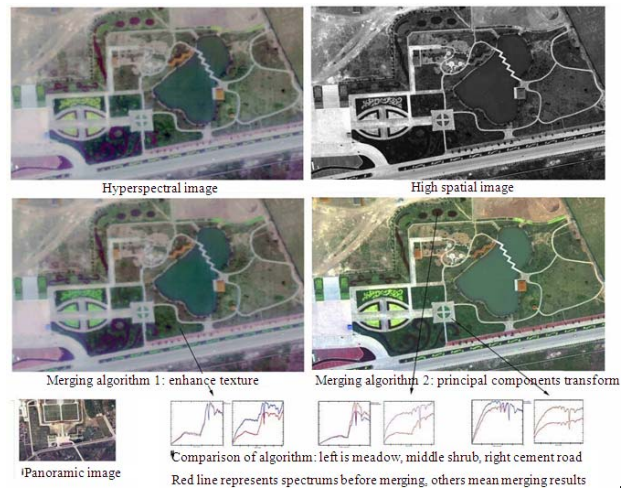 Hyperspectral image
High spatial image
Merging algorithm 1: enhance texture
Merging algorithm 2: principal components transform
Panoramic image
Comparison of algorithm: left is meadow, middle shrub, right cement road
Red line represents spectrums before merging, others mean merging results